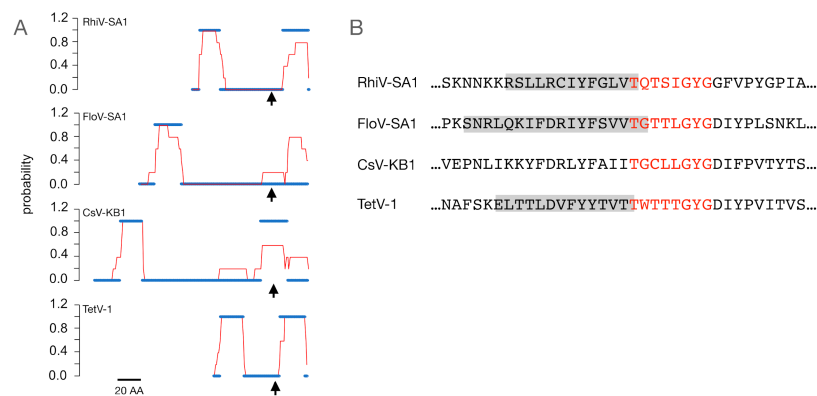 A
probability
1.2
RhiV-SA1
0.8
0.4
0.0
1.2
FloV-SA1
0.8
0.4
0.0
1.2
CsV-KB1
0.8
0.4
0.0
1.2
TetV-1
0.8
0.4
0.0
20 AA
B
RhiV-SA1 ...SKNNKKRSLLRCIYFGLVTQTSIGYGGFVPYGPIA...
FloV-SA1 ...PKSNRLQKIFDRIYFSVVTGTTLGYGDIYPLSNKL...
CsV-KB1 ...VEPNLIKKYFDRLYFAIITGCLLGYGDIFPVTYTS...
TetV-1 ...NAFSKELTTLDVFYYTVTTWTTTGYGDIYPVITVS...